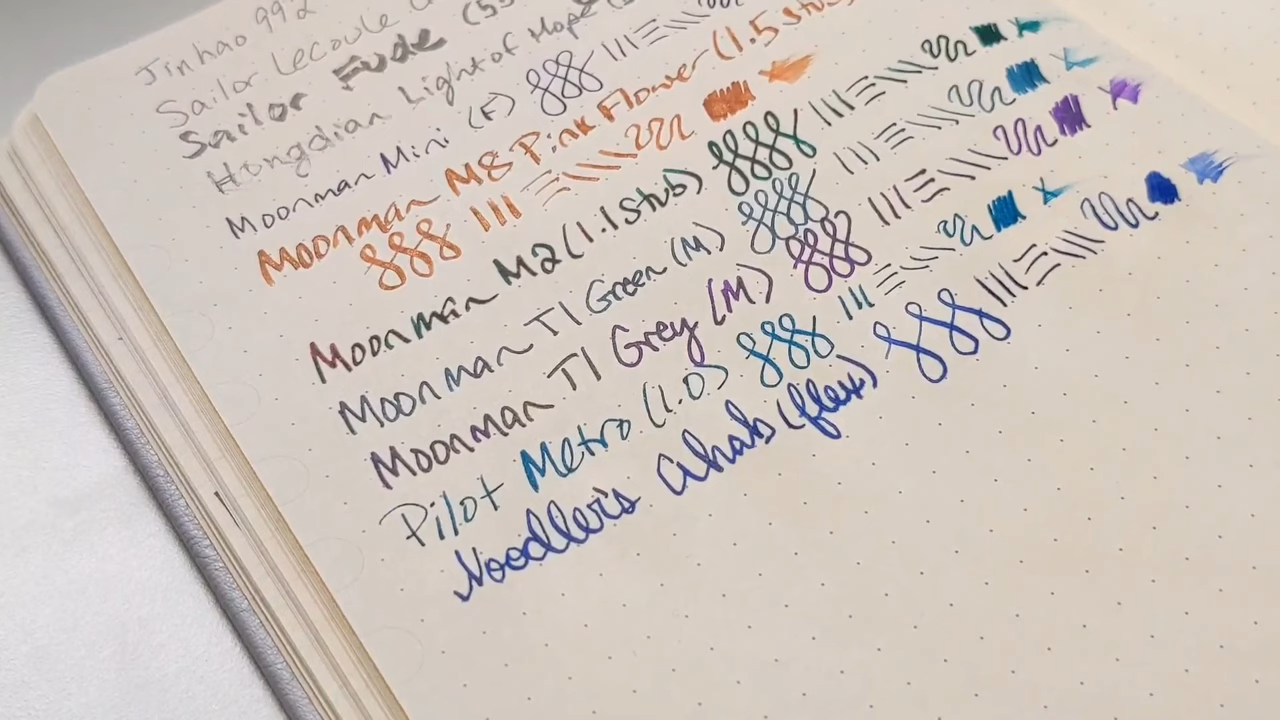 Jinhao 992
Sailor Lecoule
Sailor Fude (55
Hongdian Light of Hope
Moonman Mini (F)
Moonman M8 Pink Flower (1.5 stub
Moonman M2 (1.1 Stub)
Moonman T1 Green (M)
Moonman T1 Grey (M)
Pilot Metro (1.0)
Noodler's Ahab (flex)